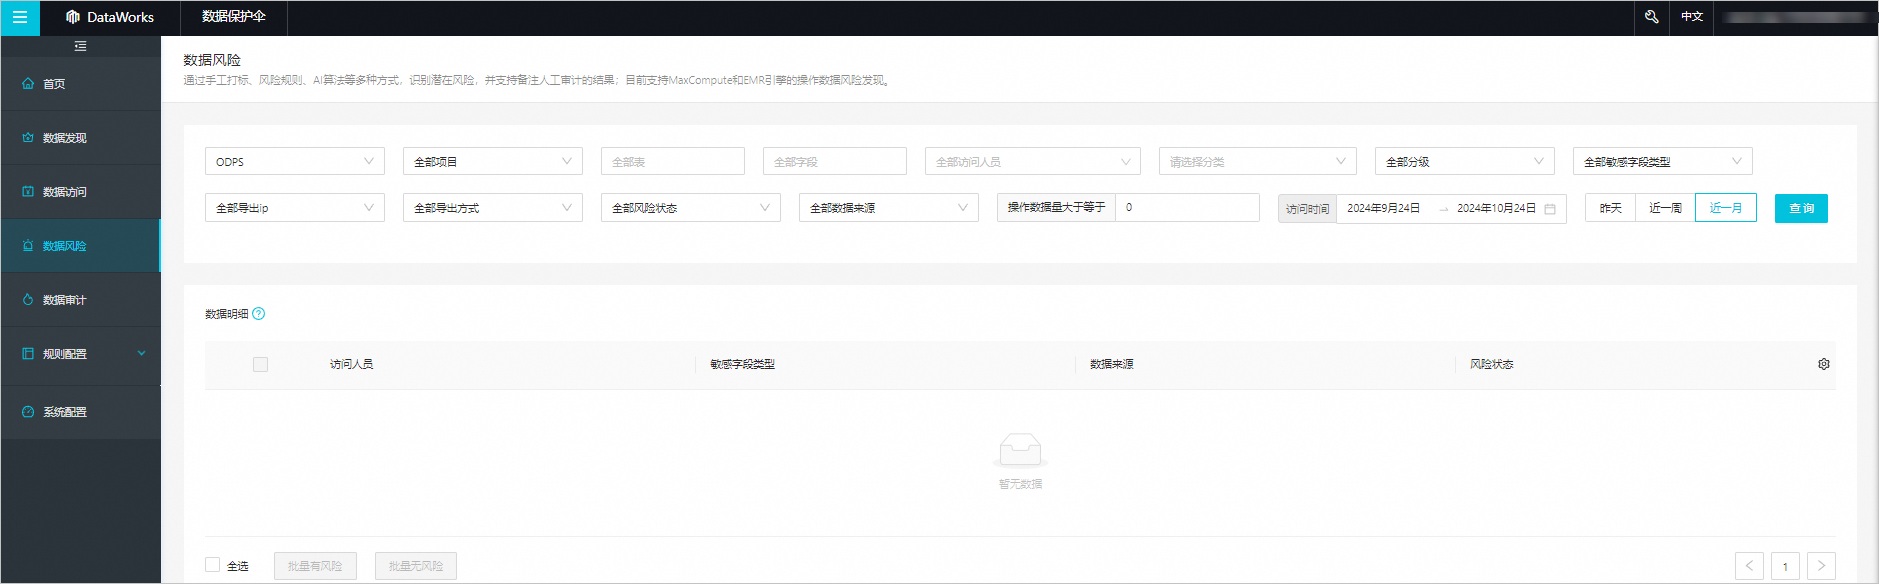 DataWorks 数据保护伞 中文
首页
数据发现
数据访问
数据风险
数据审计
规则配置
系统配置
数据风险
通过手工打标、风险规则、AI算法等多种方式，识别潜在风险，并支持备注人工审计的结果；目前支持MaxCompute和EMR引擎的操作数据风险发现。
ODPS 全部项目 全部表 全部字段 全部访问人员 请选择分类 全部分级 全部敏感字段类型
全部导出ip 全部导出方式 全部风险状态 全部数据来源 操作数据量大于等于 0 访问时间 2024年9月24日 → 2024年10月24日 昨天 近一周 近一月 查询
数据明细 ?
访问人员 敏感字段类型 数据来源 风险状态
暂无数据
全选 批量有风险 批量无风险 < 1 >